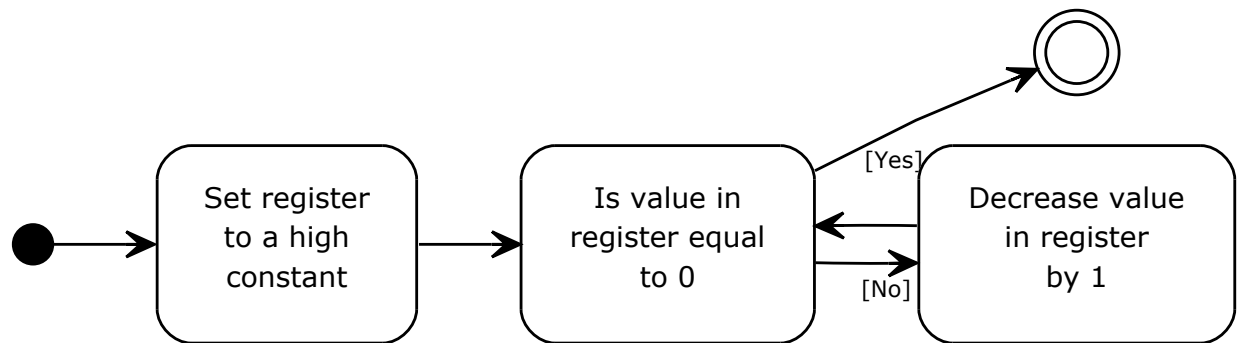 Set register
to a high
constant
Is value in
register equal
to 0
[Yes]
[No]
Decrease value
in register
by 1